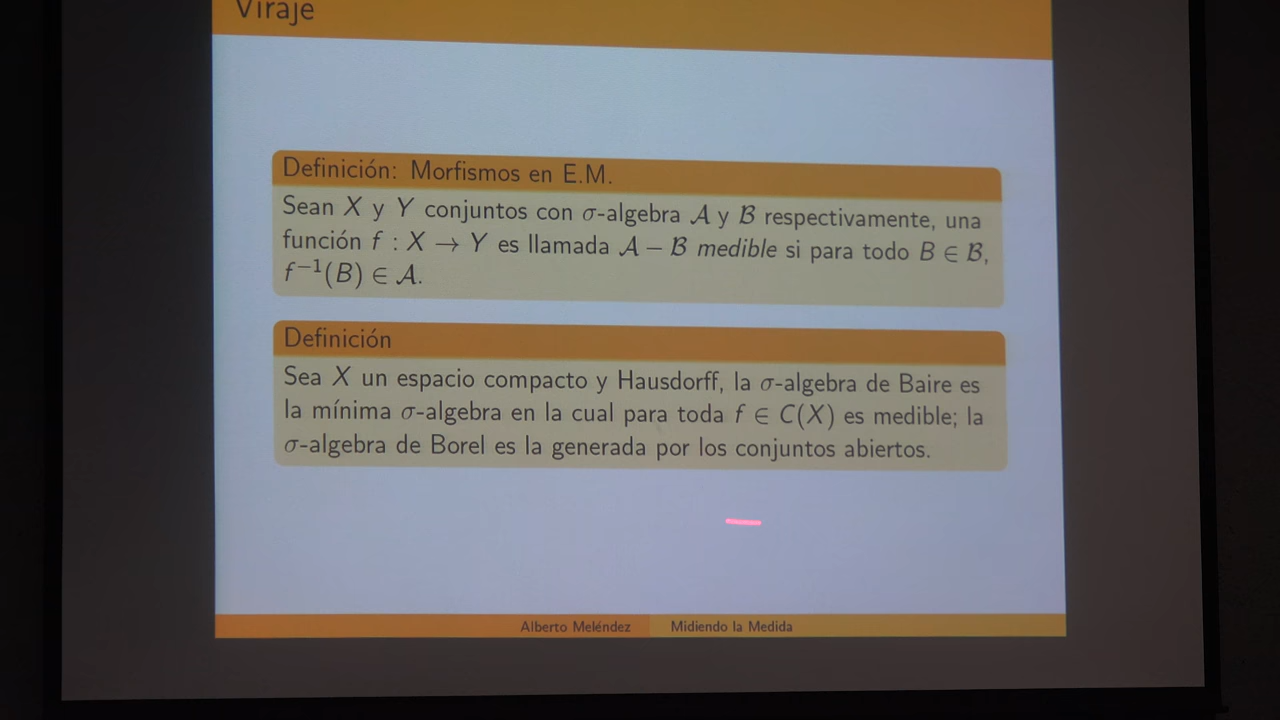 Viraje
Definición: Morfismos en E.M.
Sean X y Y conjuntos con σ-algebra 𝒜 y ℬ respectivamente, una
función f : X → Y es llamada 𝒜 − ℬ medible si para todo B ∈ ℬ,
f⁻¹(B) ∈ 𝒜.
Definición
Sea X un espacio compacto y Hausdorff, la σ-algebra de Baire es
la mínima σ-algebra en la cual para toda f ∈ C(X) es medible; la
σ-algebra de Borel es la generada por los conjuntos abiertos.
Alberto Meléndez Midiendo la Medida